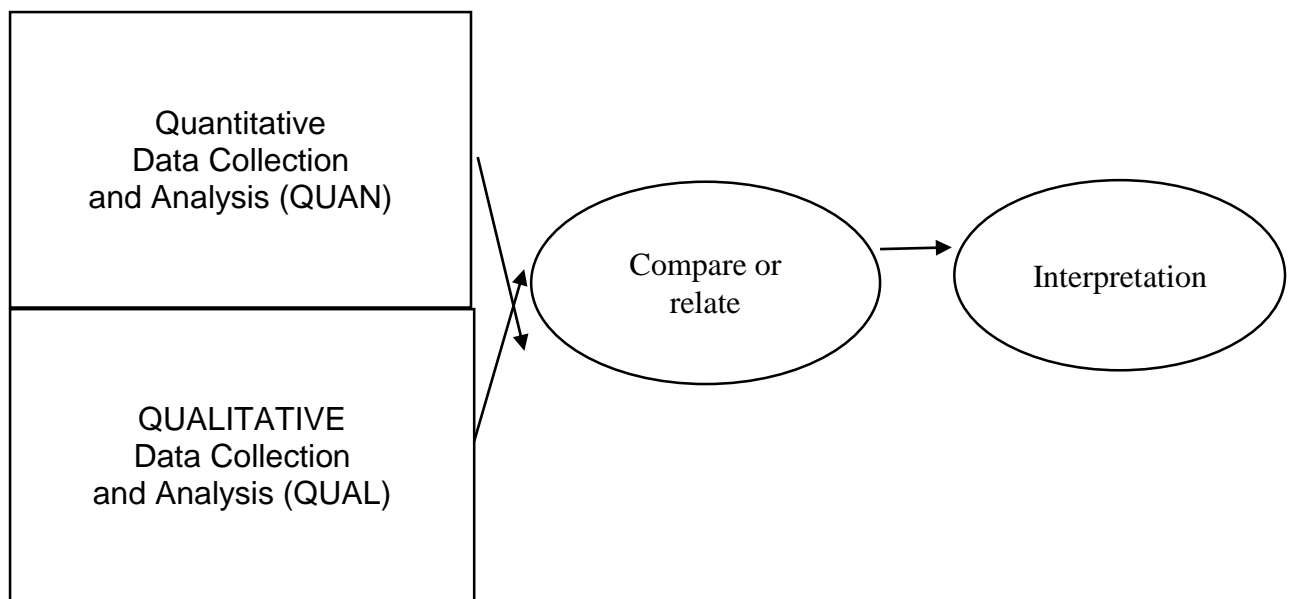 Quantitative
Data Collection
and Analysis (QUAN)
QUALITATIVE
Data Collection
and Analysis (QUAL)
Compare or
relate
Interpretation